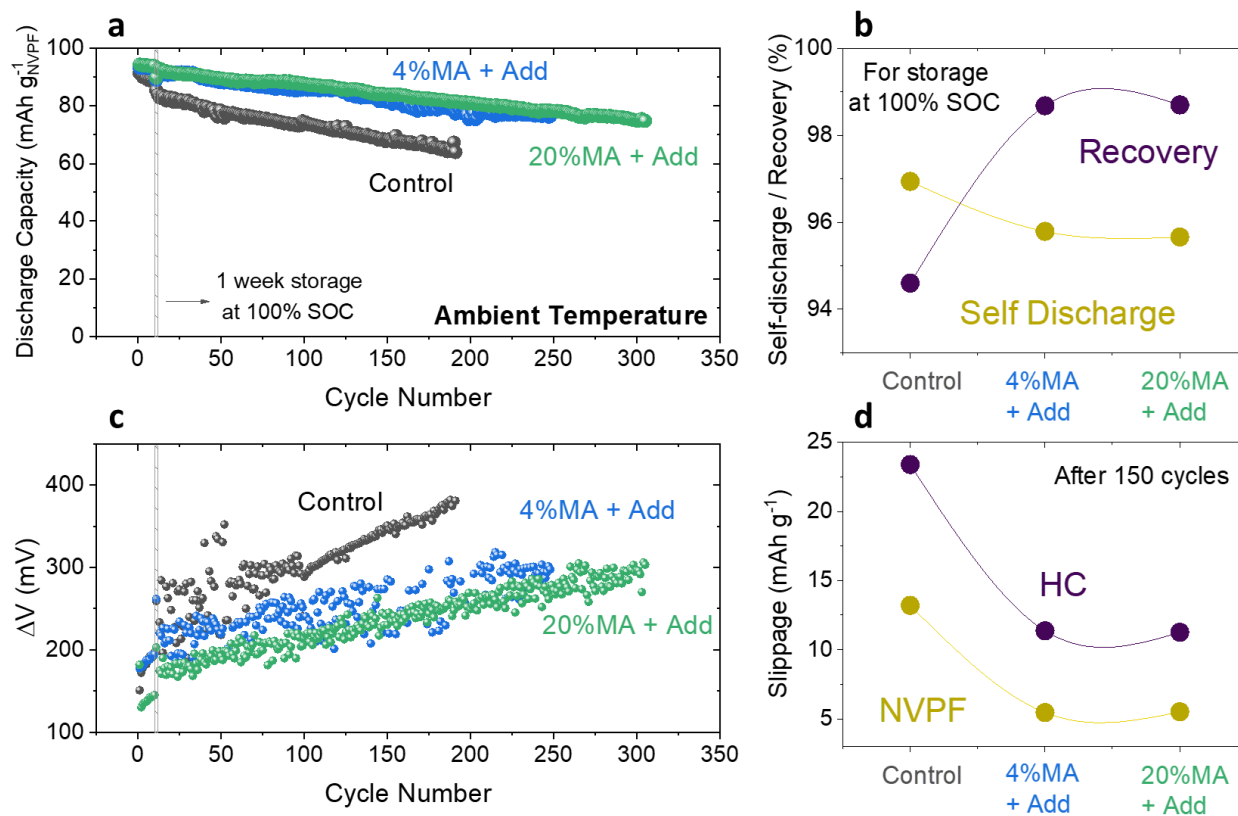 a
Discharge Capacity (mAh g⁻¹NVPF)
100
80
60
40
20
0
4%MA + Add
20%MA + Add
Control
1 week storage
at 100% SOC
Ambient Temperature
0 50 100 150 200 250 300 350
Cycle Number
b
Self-discharge / Recovery (%)
100
98
96
94
For storage
at 100% SOC
Recovery
Self Discharge
Control 4%MA 20%MA
+ Add + Add
c
ΔV (mV)
400
300
200
100
Control
4%MA + Add
20%MA + Add
0 50 100 150 200 250 300 350
Cycle Number
d
Slippage (mAh g⁻¹)
25
20
15
10
5
After 150 cycles
HC
NVPF
Control 4%MA 20%MA
+ Add + Add